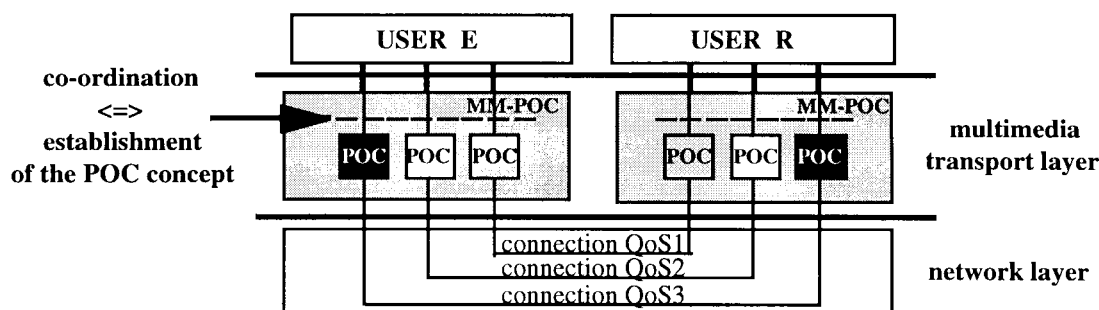 USER E
USER R
co-ordination
<=>
establishment
of the POC concept
MM-POC
POC
POC
POC
MM-POC
POC
POC
POC
multimedia
transport layer
connection QoS1
connection QoS2
connection QoS3
network layer